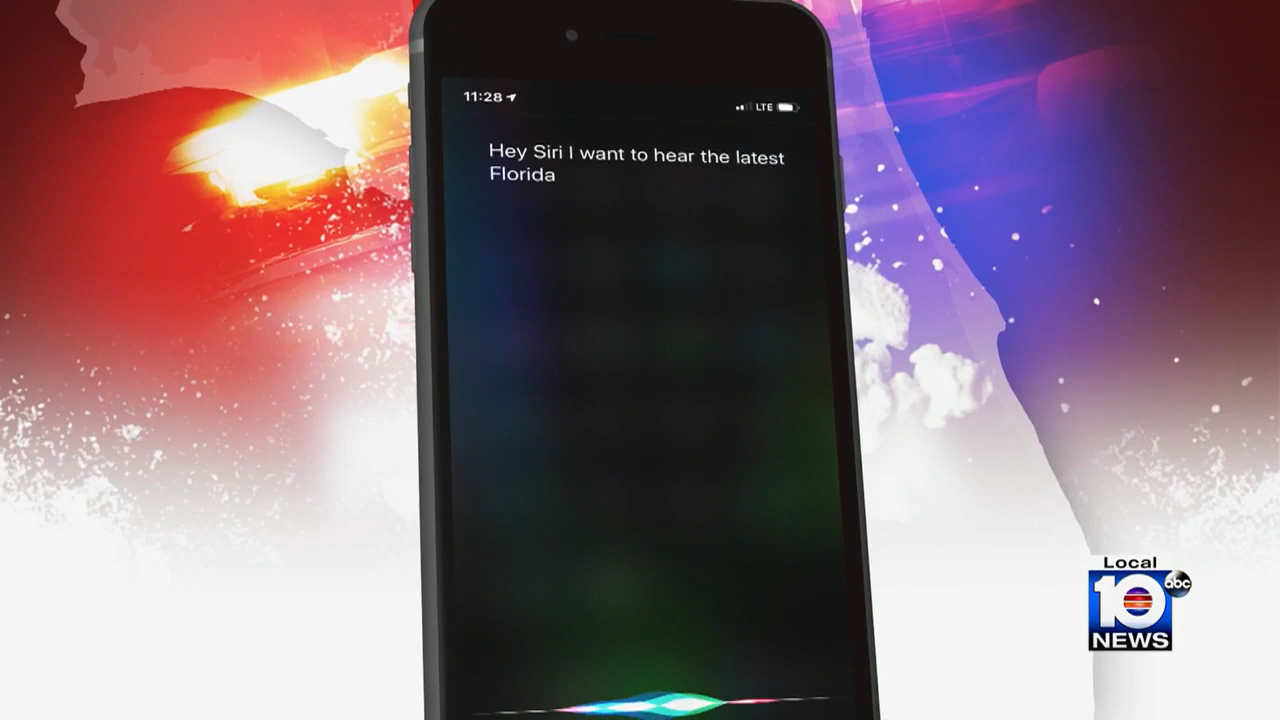 11:28
LTE
Hey Siri I want to hear the latest
Florida
Local
10
abc
NEWS